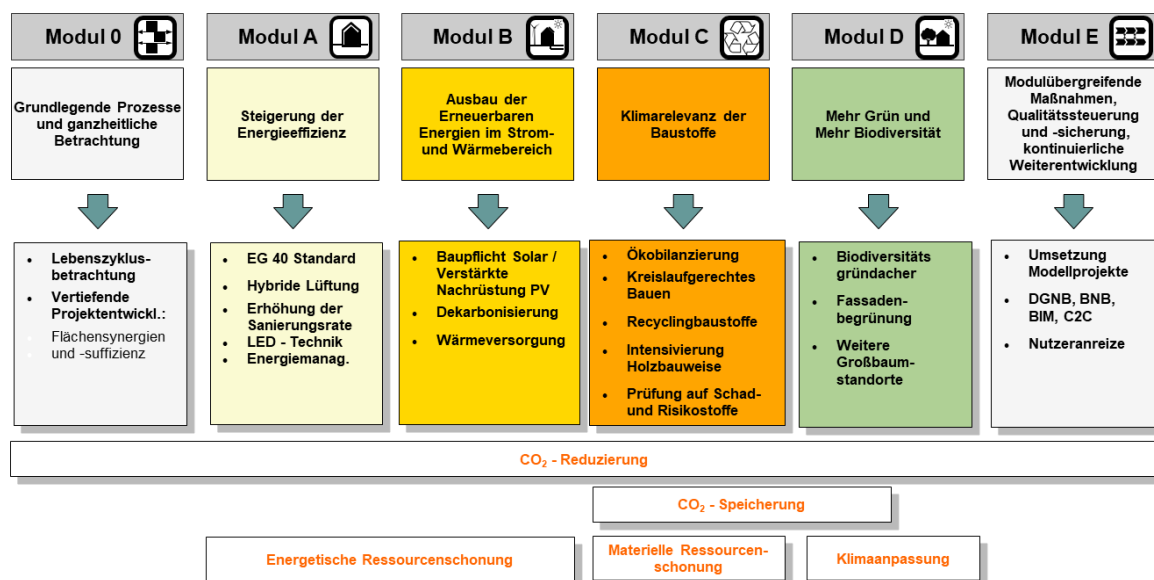 Modul 0
Modul A
Modul B
Modul C
Modul D
Modul E
Grundlegende Prozesse
und ganzheitliche
Betrachtung
Steigerung der
Energieeffizienz
Ausbau der
Erneuerbaren
Energien im Strom-
und Wärmebereich
Klimarelevanz der
Baustoffe
Mehr Grün und
Mehr Biodiversität
Modulübergreifende
Maßnahmen,
Qualitätssteuerung
und -sicherung,
kontinuierliche
Weiterentwicklung
• Lebenszyklus-
betrachtung
• Vertiefende
Projektentwickl.:
Flächensynergien
und -suffizienz
• EG 40 Standard
• Hybride Lüftung
• Erhöhung der
Sanierungsrate
• LED - Technik
• Energiemanag.
• Baupflicht Solar /
Verstärkte
Nachrüstung PV
• Dekarbonisierung
• Wärmeversorgung
• Ökobilanzierung
• Kreislaufgerechtes
Bauen
• Recyclingbaustoffe
• Intensivierung
Holzbauweise
• Prüfung auf Schad-
und Risikostoffe
• Biodiversitäts
gründacher
• Fassaden-
begrünung
• Weitere
Großbaum-
standorte
• Umsetzung
Modellprojekte
• DGNB, BNB,
BIM, C2C
• Nutzeranreize
CO₂ - Reduzierung
CO₂ - Speicherung
Energetische Ressourcenschonung
Materielle Ressourcen-
schonung
Klimaanpassung